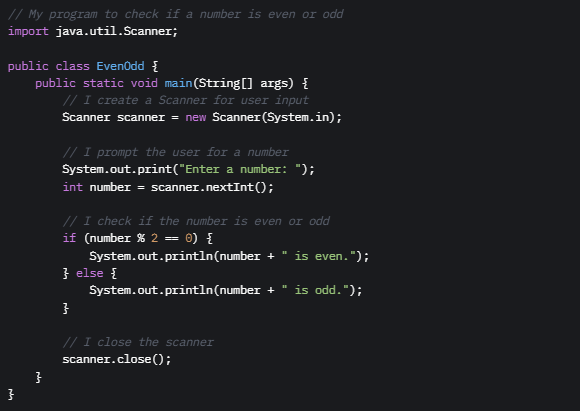 // My program to check if a number is even or odd
import java.util.Scanner;
public class EvenOdd {
    public static void main(String[] args) {
        // I create a Scanner for user input
        Scanner scanner = new Scanner(System.in);
        // I prompt the user for a number
        System.out.print("Enter a number: ");
        int number = scanner.nextInt();
        // I check if the number is even or odd
        if (number % 2 == 0) {
            System.out.println(number + " is even.");
        } else {
            System.out.println(number + " is odd.");
        }
        // I close the scanner
        scanner.close();
    }
}